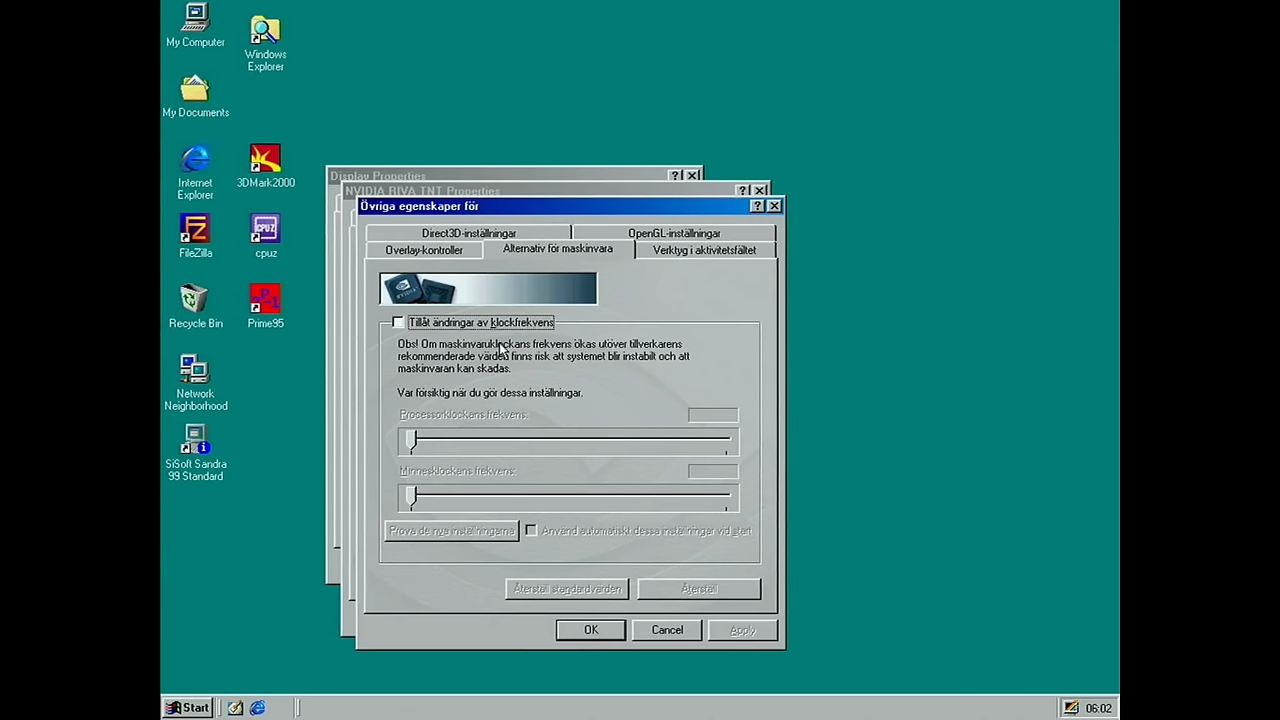 My Computer
Windows
Explorer
My Documents
Internet
Explorer
3DMark2000
FileZilla
cpuz
Recycle Bin
Prime95
Network
Neighborhood
SiSoft Sandra
99 Standard
Display Properties
NVIDIA RIVA TNT Properties
Övriga egenskaper för
Direct3D-inställningar
OpenGL-inställningar
Overlay-kontroller
Alternativ för maskinvara
Verktyg i aktivitetsfältet
Tillåt ändringar av klockfrekvens
Obs! Om maskinvaruklockans frekvens ökas utöver tillverkarens
rekommenderade värden finns risk att systemet blir instabilt och att
maskinvaran kan skadas.
Var försiktig när du gör dessa inställningar.
Processorklockans frekvens:
Minnesklockans frekvens:
Prova de nya inställningarna
Använd automatiskt dessa inställningar vid start
Återställ standardvärden
Återställ
OK
Cancel
Apply
Start
06:02